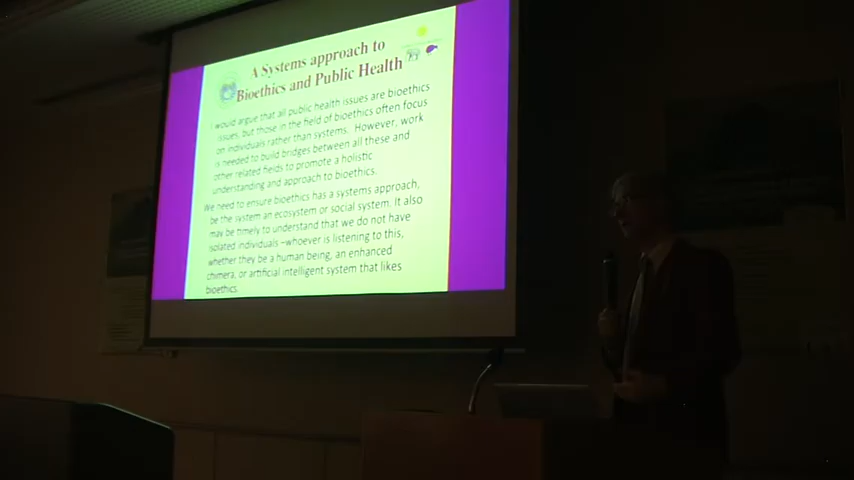 A Systems approach to
Bioethics and Public Health
I would argue that all public health issues are bioethics
issues, but those in the field of bioethics often focus
on individuals rather than systems. However, work
is needed to build bridges between all these and
other related fields to promote a holistic
understanding and approach to bioethics.
We need to ensure bioethics has a systems approach,
be the system an ecosystem or social system. It also
may be timely to understand that we do not have
isolated individuals –whoever is listening to this,
whether they be a human being, an enhanced
chimera, or artificial intelligent system that likes
bioethics.